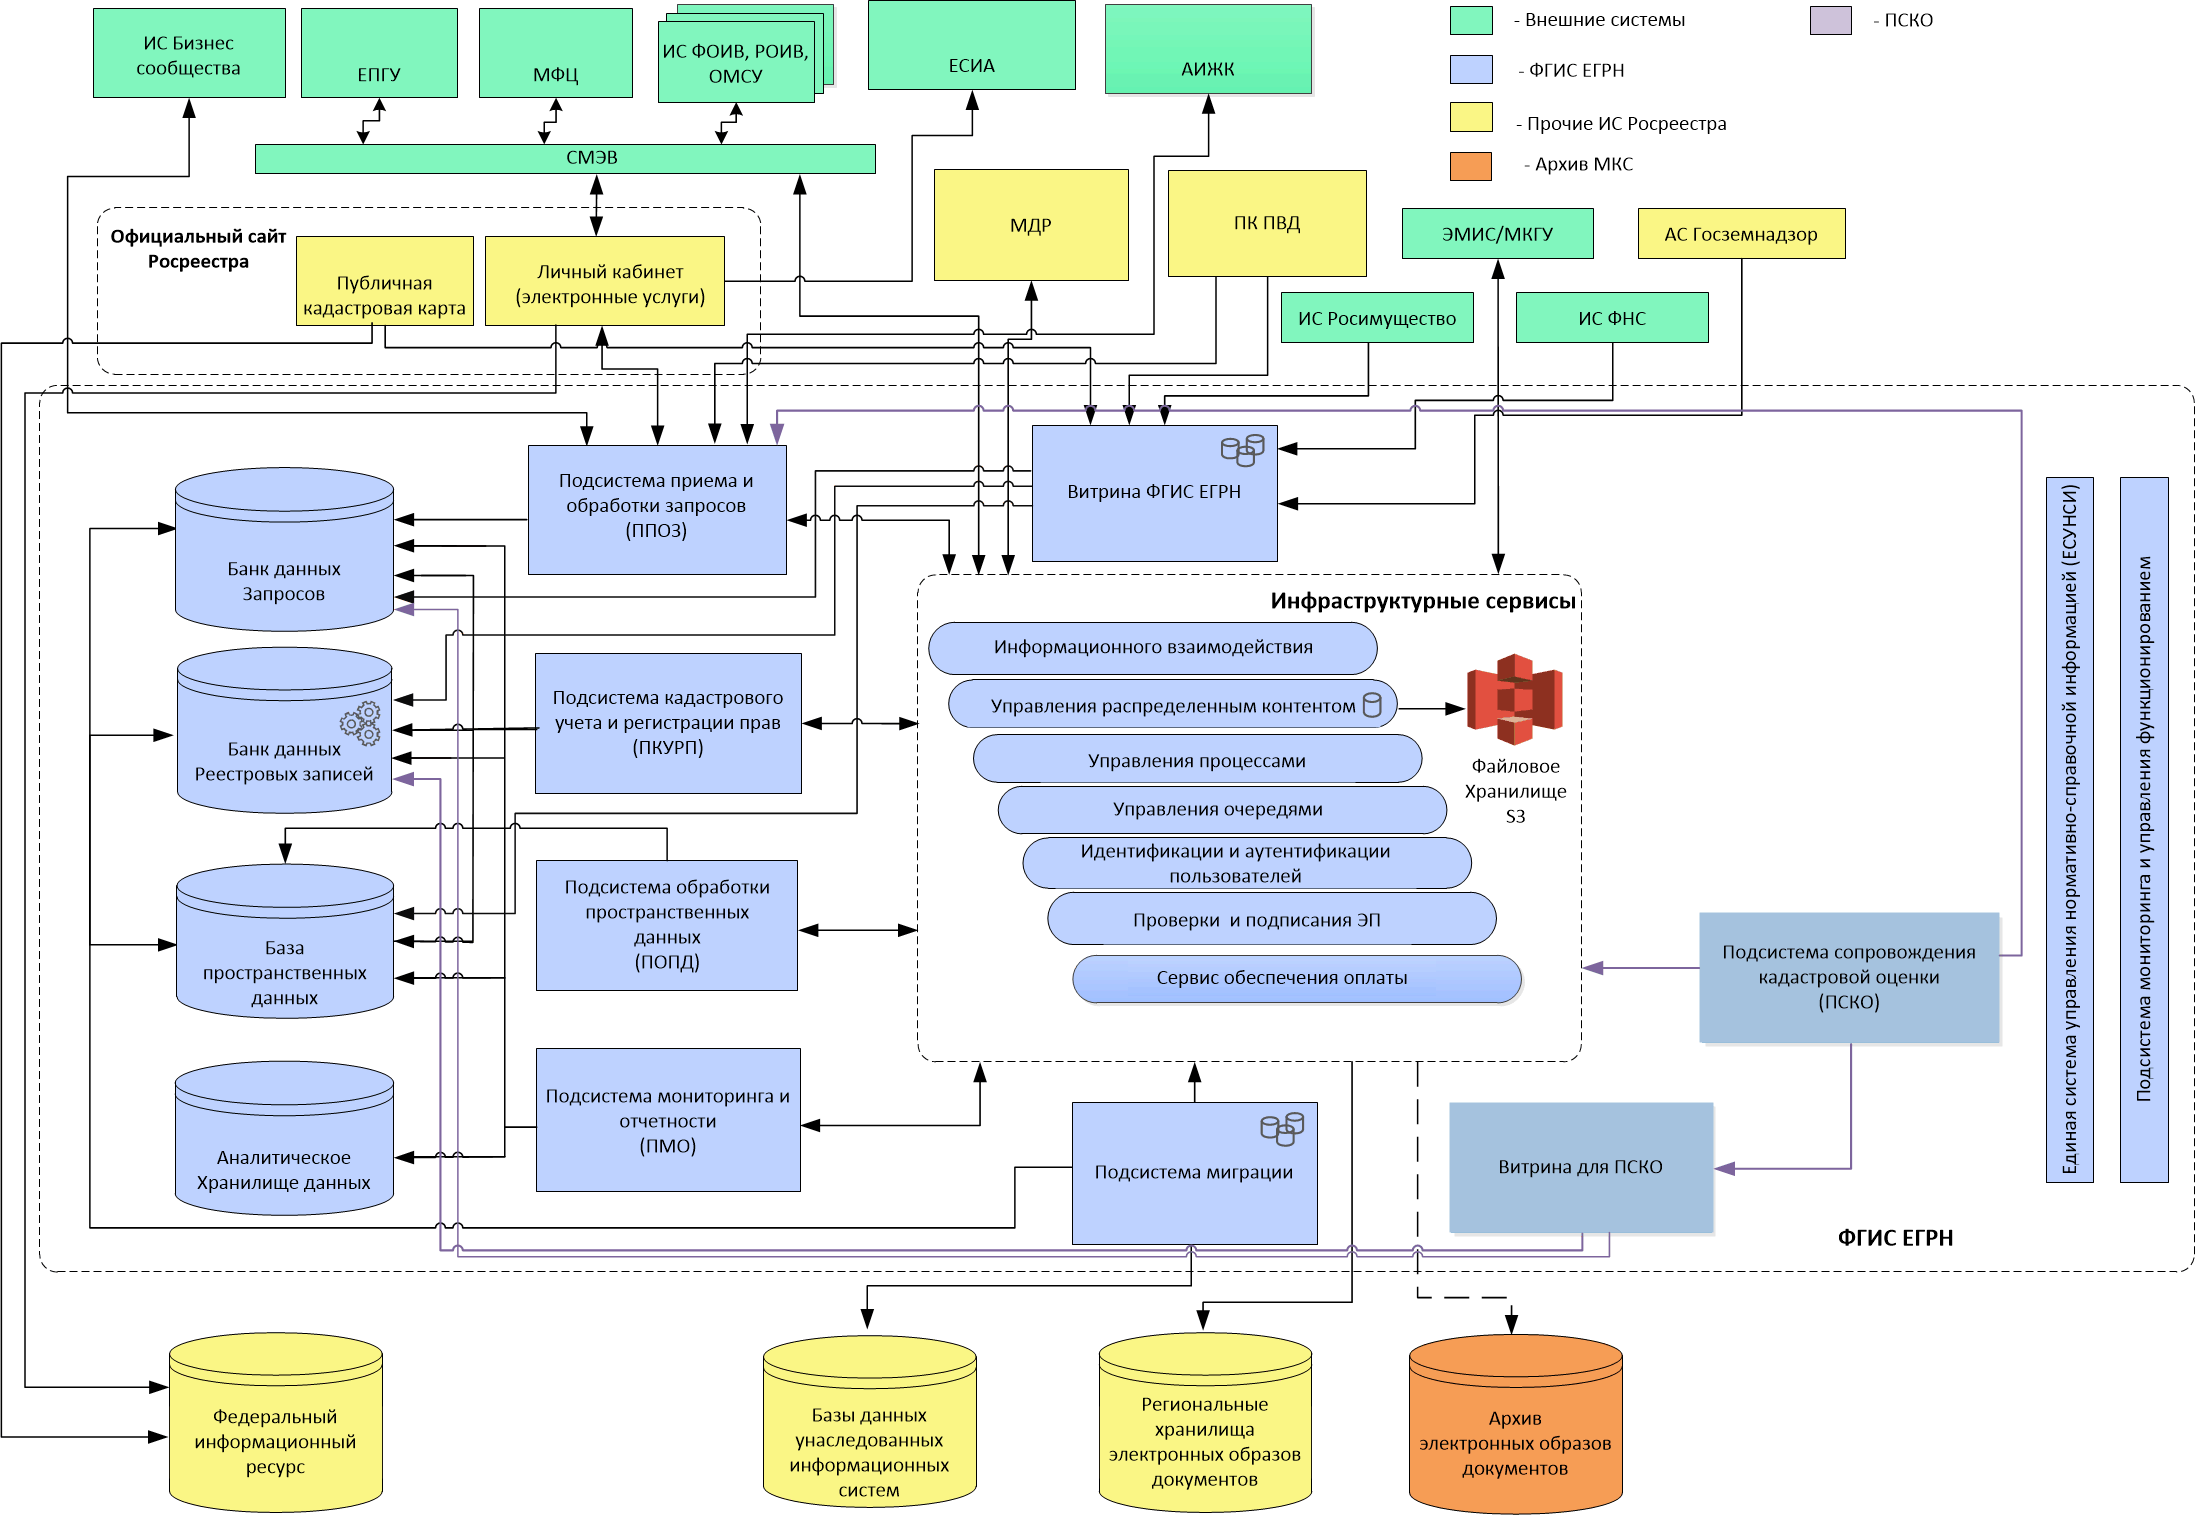 ИС Бизнес
сообщества
ЕПГУ
МФЦ
ИС ФОИВ, РОИВ,
ОМСУ
ЕСИА
АИЖК
- Внешние системы
- ПСКО
- ФГИС ЕГРН
- Прочие ИС Росреестра
- Архив МКС
СМЭВ
Официальный сайт
Росреестра
Публичная
кадастровая карта
Личный кабинет
(электронные услуги)
МДР
ПК ПВД
ЭМИС/МКГУ
АС Госземнадзор
ИС Росимущество
ИС ФНС
Подсистема приема и
обработки запросов
(ППОЗ)
Витрина ФГИС ЕГРН
Банк данных
Запросов
Инфраструктурные сервисы
Информационного взаимодействия
Управления распределенным контентом
Управления процессами
Управления очередями
Идентификации и аутентификации
пользователей
Проверки  и подписания ЭП
Сервис обеспечения оплаты
Файловое
Хранилище
S3
Банк данных
Реестровых записей
Подсистема кадастрового
учета и регистрации прав
(ПКУРП)
База
пространственных
данных
Подсистема обработки
пространственных
данных
(ПОПД)
Подсистема сопровождения
кадастровой оценки
(ПСКО)
Единая система управления нормативно-справочной информацией (ЕСУНСИ)
Подсистема мониторинга и управления функционированием
Аналитическое
Хранилище данных
Подсистема мониторинга и
отчетности
(ПМО)
Подсистема миграции
Витрина для ПСКО
ФГИС ЕГРН
Федеральный
информационный
ресурс
Базы данных
унаследованных
информационных
систем
Региональные
хранилища
электронных образов
документов
Архив
электронных образов
документов